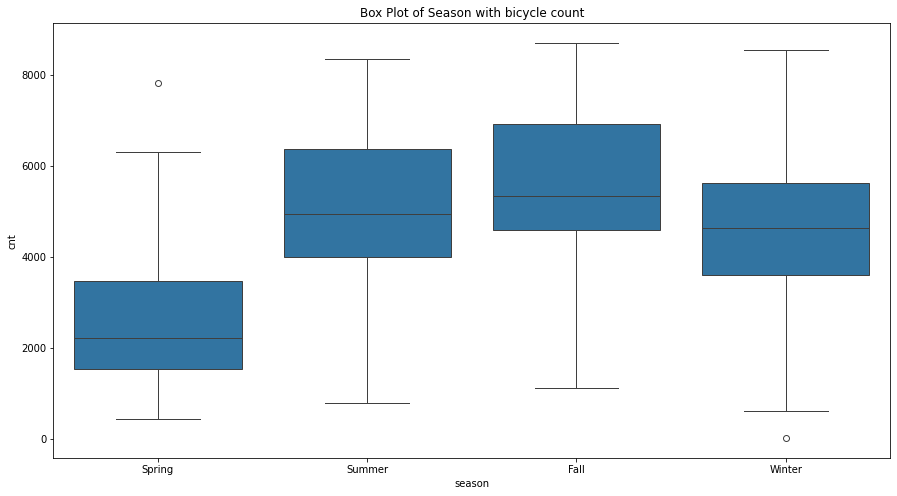 Box Plot of Season with bicycle count
cnt
8000
6000
4000
2000
0
Spring Summer Fall Winter
season